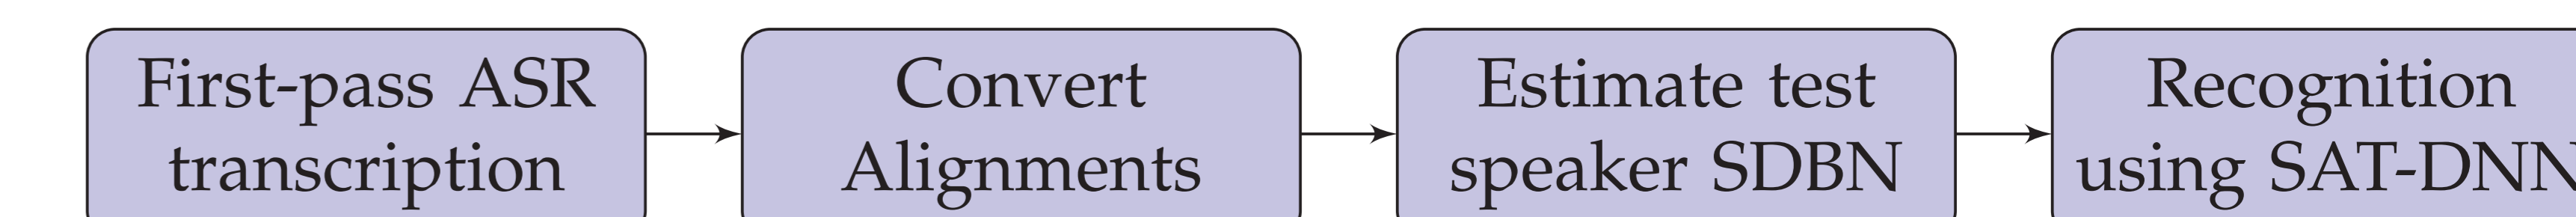 First-pass ASR
transcription
Convert
Alignments
Estimate test
speaker SDBN
Recognition
using SAT-DNN